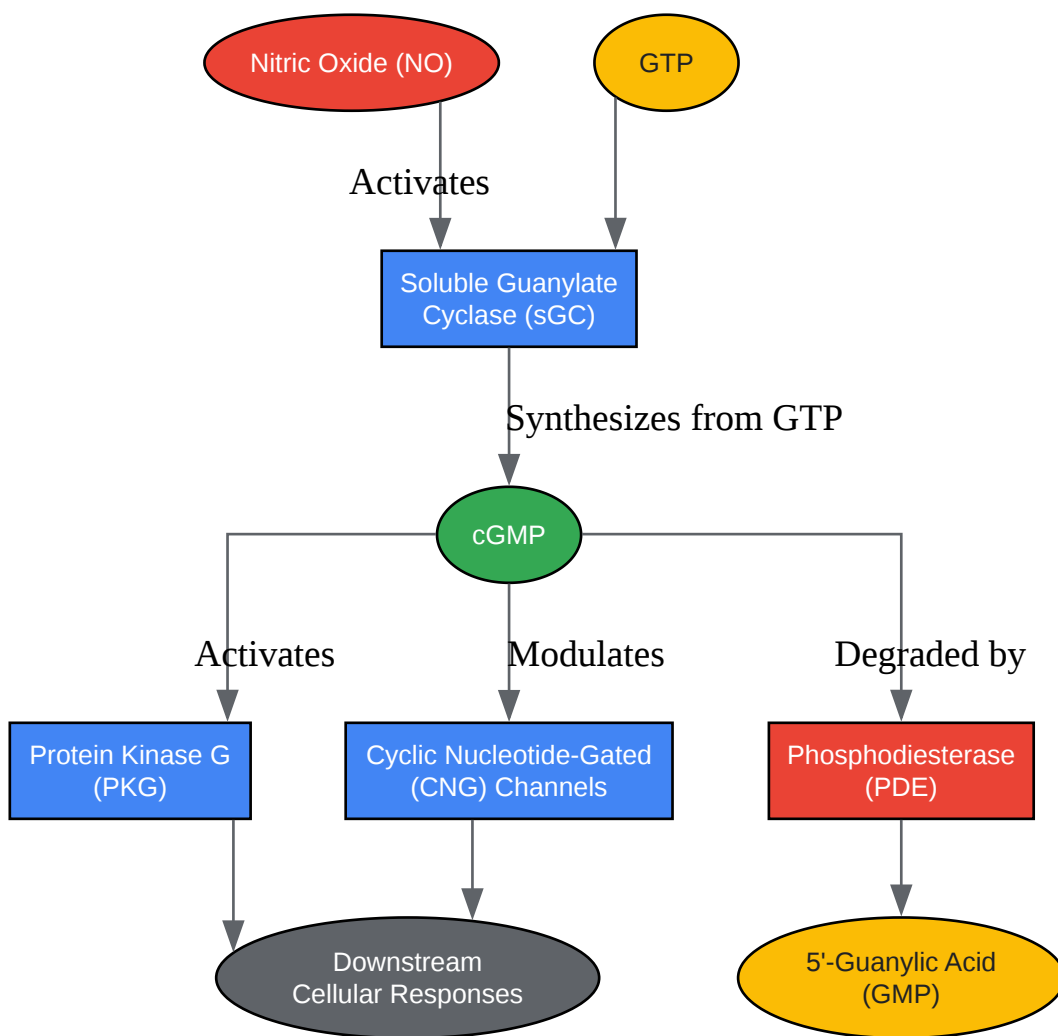 Nitric Oxide (NO)
GTP
Activates
Soluble Guanylate
Cyclase (sGC)
Synthesizes from GTP
cGMP
Activates
Modulates
Degraded by
Protein Kinase G
(PKG)
Cyclic Nucleotide-Gated
(CNG) Channels
Phosphodiesterase
(PDE)
Downstream
Cellular Responses
5'-Guanylic Acid
(GMP)